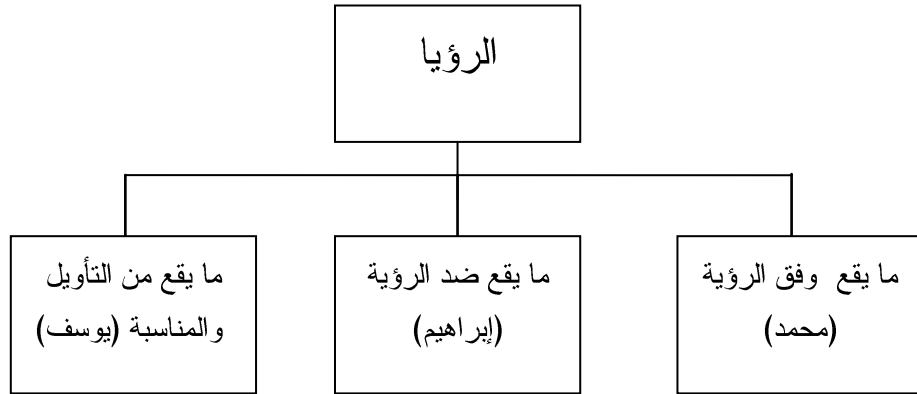 الرؤيا
ما يقع وفق الرؤية
(محمد)
ما يقع ضد الرؤية
(إبراهيم)
ما يقع من التأويل
والمناسبة (يوسف)